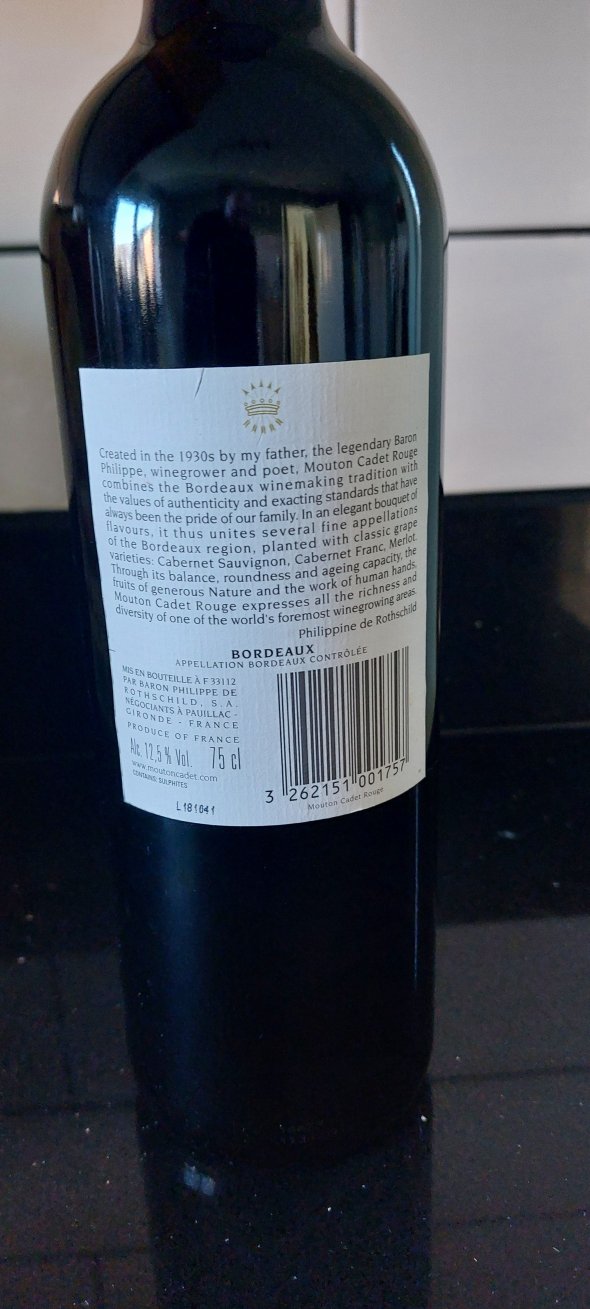 Created in the 1930s by my father, the legendary Baron
Philippe, winegrower and poet, Mouton Cadet Rouge
combines the Bordeaux winemaking tradition with
the values of authenticity and exacting standards that have
always been the pride of our family. In an elegant bouquet of
flavours, it thus unites several fine appellations
of the Bordeaux region, planted with classic grape
varieties: Cabernet Sauvignon, Cabernet Franc, Merlot.
Through its balance, roundness and ageing capacity, the
fruits of generous Nature and the work of human hands,
Mouton Cadet Rouge expresses all the richness and
diversity of one of the world's foremost winegrowing areas.
Philippine de Rothschild
BORDEAUX
APPELLATION BORDEAUX CONTRÔLÉE
MIS EN BOUTEILLE À F 33112
PAR BARON PHILIPPE DE
ROTHSCHILD, S.A.
NÉGOCIANTS À PAUILLAC -
GIRONDE - FRANCE
PRODUCE OF FRANCE
Alc. 12,5 % Vol. 75 cl
www.moutoncadet.com
CONTAINS: SULPHITES
L181641
3 262151 001757
Mouton Cadet Rouge